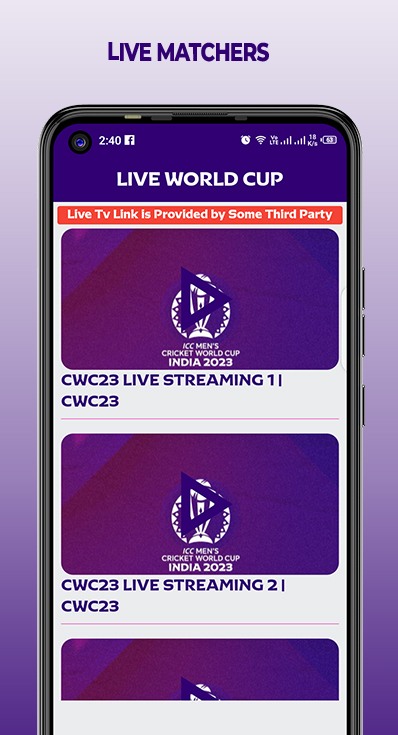 LIVE MATCHERS
2:40
Vo
LTE
18
K/s
63
LIVE WORLD CUP
Live Tv Link is Provided by Some Third Party
ICC MEN'S
CRICKET WORLD CUP
INDIA 2023
CWC23 LIVE STREAMING 1 |
CWC23
ICC MEN'S
CRICKET WORLD CUP
INDIA 2023
CWC23 LIVE STREAMING 2 |
CWC23